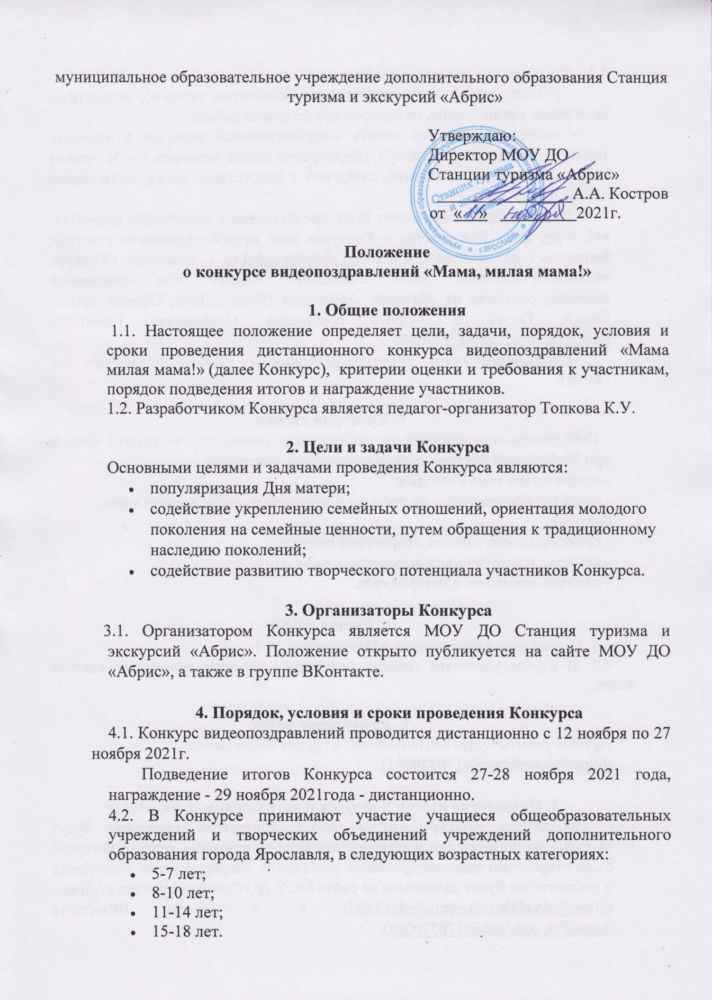 муниципальное образовательное учреждение дополнительного образования Станция
туризма и экскурсий «Абрис»
Утверждаю:
Директор МОУ ДО
Станции туризма «Абрис»
_________________А.А. Костров
от «11» ноября 2021г.
Станция туризма
и экскурсий
«Абрис»
г.ЯРОСЛАВЛЬ
Положение
о конкурсе видеопоздравлений «Мама, милая мама!»
1. Общие положения
1.1. Настоящее положение определяет цели, задачи, порядок, условия и
сроки проведения дистанционного конкурса видеопоздравлений «Мама
милая мама!» (далее Конкурс), критерии оценки и требования к участникам,
порядок подведения итогов и награждение участников.
1.2. Разработчиком Конкурса является педагог-организатор Топкова К.У.
2. Цели и задачи Конкурса
Основными целями и задачами проведения Конкурса являются:
• популяризация Дня матери;
• содействие укреплению семейных отношений, ориентация молодого
поколения на семейные ценности, путем обращения к традиционному
наследию поколений;
• содействие развитию творческого потенциала участников Конкурса.
3. Организаторы Конкурса
3.1. Организатором Конкурса является МОУ ДО Станция туризма и
экскурсий «Абрис». Положение открыто публикуется на сайте МОУ ДО
«Абрис», а также в группе ВКонтакте.
4. Порядок, условия и сроки проведения Конкурса
4.1. Конкурс видеопоздравлений проводится дистанционно с 12 ноября по 27
ноября 2021г.
Подведение итогов Конкурса состоится 27-28 ноября 2021 года,
награждение - 29 ноября 2021года - дистанционно.
4.2. В Конкурсе принимают участие учащиеся общеобразовательных
учреждений и творческих объединений учреждений дополнительного
образования города Ярославля, в следующих возрастных категориях:
• 5-7 лет;
• 8-10 лет;
• 11-14 лет;
• 15-18 лет.